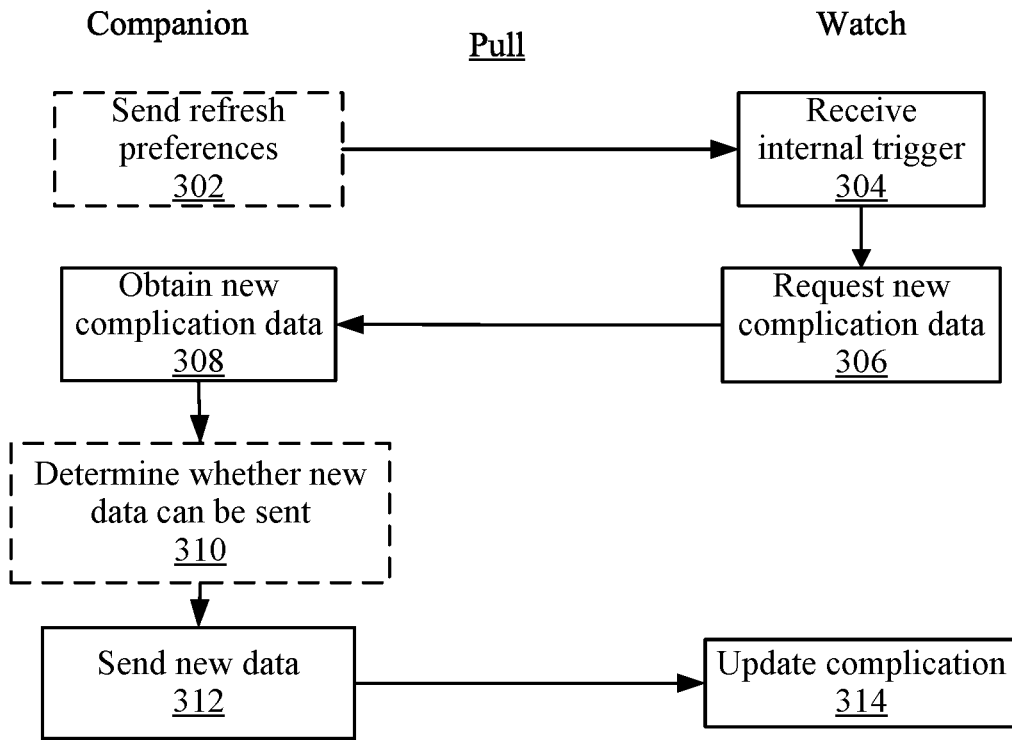 Companion
Pull
Watch
Send refresh
preferences
302
Receive
internal trigger
304
Obtain new
complication data
308
Request new
complication data
306
Determine whether new
data can be sent
310
Send new data
312
Update complication
314